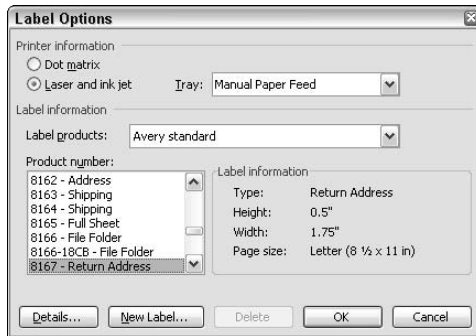 Label Options
Printer information
Dot matrix
Laser and ink jet Tray: Manual Paper Feed
Label information
Label products: Avery standard
Product number:
8162 - Address
8163 - Shipping
8164 - Shipping
8165 - Full Sheet
8166 - File Folder
8166-18CB - File Folder
8167 - Return Address
Label information
Type: Return Address
Height: 0.5"
Width: 1.75"
Page size: Letter (8 ½ x 11 in)
Details... New Label... Delete OK Cancel